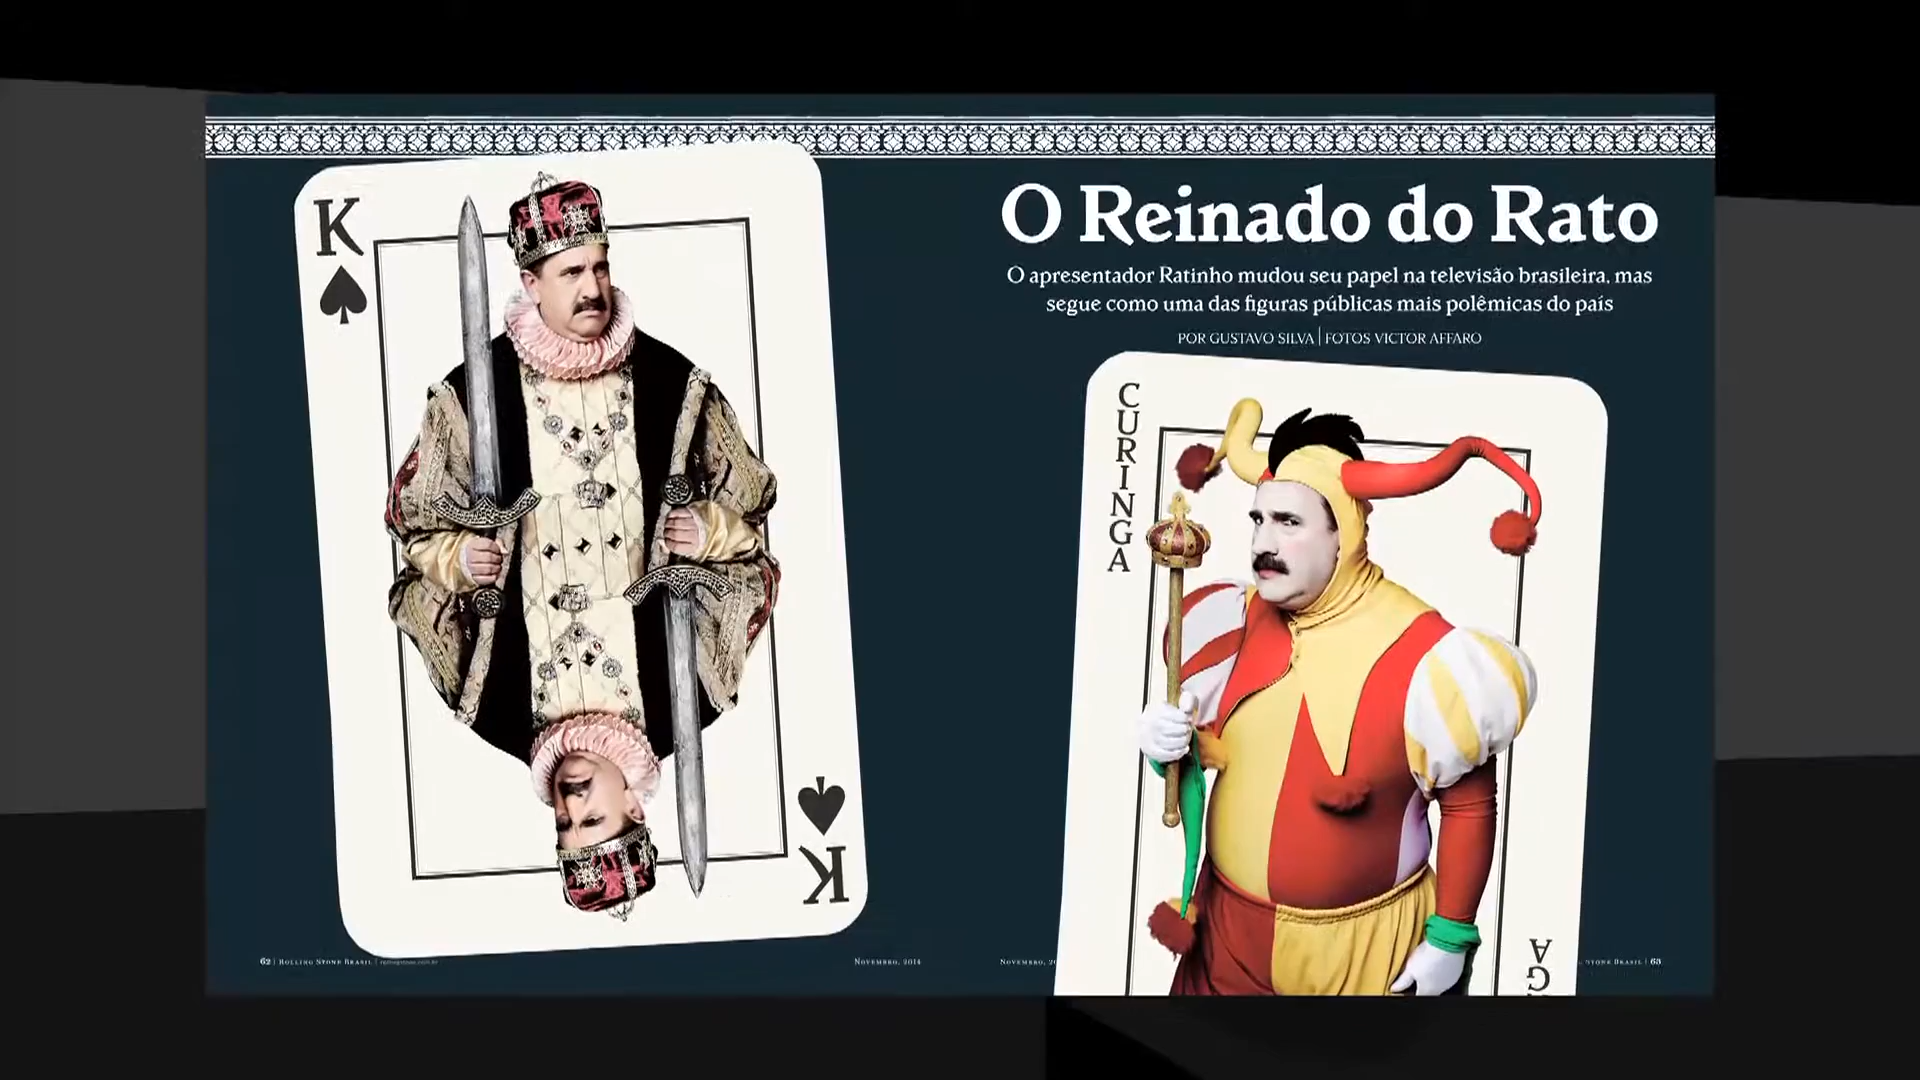 K
O Reinado do Rato
O apresentador Ratinho mudou seu papel na televisão brasileira, mas
segue como uma das figuras públicas mais polêmicas do país
POR GUSTAVO SILVA | FOTOS VICTOR AFFARO
CURINGA
K
62 | ROLLING STONE BRASIL |
NOVEMBRO, 2014
NOVEMBRO,
GA
STONE BRASIL | 63